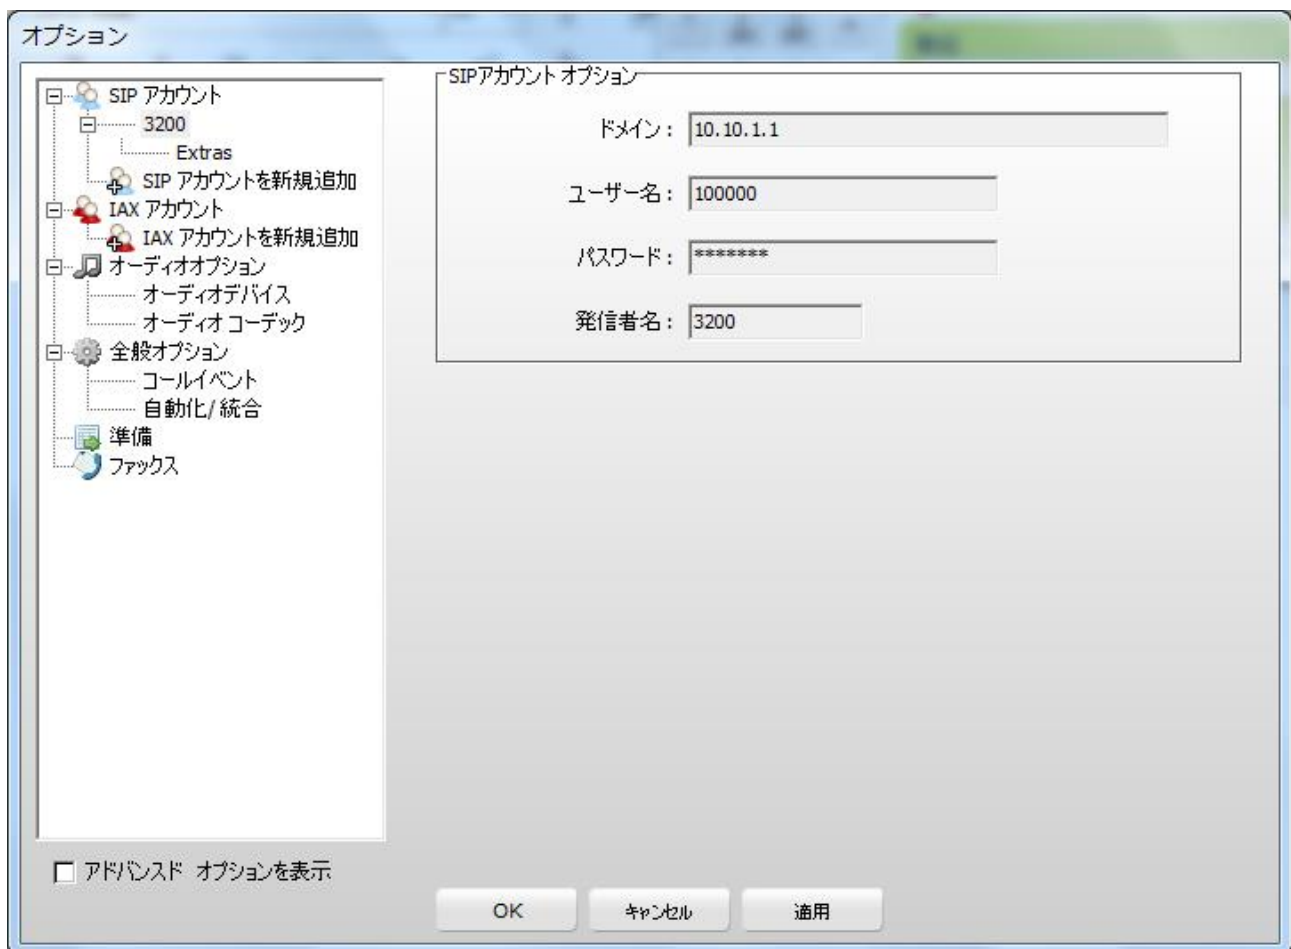 オプション
SIP アカウント
3200
Extras
SIP アカウントを新規追加
IAX アカウント
IAX アカウントを新規追加
オーディオオプション
オーディオデバイス
オーディオ コーデック
全般オプション
コールイベント
自動化/統合
準備
ファックス
アドバンスド オプションを表示
SIPアカウント オプション
ドメイン: 10.10.1.1
ユーザー名: 100000
パスワード: *******
発信者名: 3200
OK キャンセル 適用